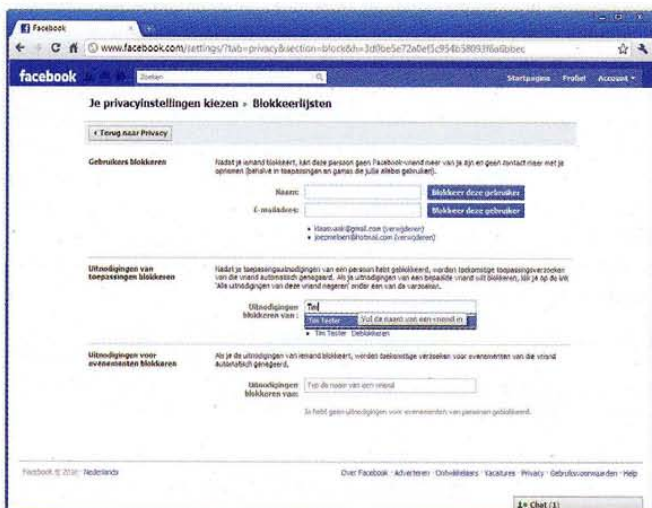 Facebook
www.facebook.com/settings/?tab=privacy&section=block&h=3d0be5e72a0ef5c954b58093f6a6bbec
facebook
Zoeken
Startpagina Profiel Account
Je privacyinstellingen kiezen » Blokkeerlijsten
Terug naar Privacy
Gebruikers blokkeren
Nadat je iemand blokkeert, kan deze persoon geen Facebook-vriend meer van je zijn en geen contact meer met je
opnemen (behalve in toepassingen en games die jullie allebei gebruiken).
Naam:
Blokkeer deze gebruiker
E-mailadres:
Blokkeer deze gebruiker
• klaasvaak@gmail.com (verwijderen)
(verwijderen)
Uitnodigingen van
toepassingen blokkeren
Nadat je toepassingsuitnodigingen van een persoon hebt geblokkeerd, worden toekomstige toepassingsverzoeken
van die vriend automatisch genegeerd. Als je uitnodigingen van een bepaalde vriend wilt blokkeren, klik je op de link
'Alle uitnodigingen van deze vriend negeren' onder een van de verzoeken.
Uitnodigingen
blokkeren van:
Tim
Tim Tester
Vul de naam van een vriend in
• Tim Tester Deblokkeren
Uitnodigingen voor
evenementen blokkeren
Als je de uitnodigingen van iemand blokkeert, worden toekomstige verzoeken voor evenementen van die vriend
automatisch genegeerd.
Uitnodigingen
blokkeren van:
Typ de naam van een vriend
Je hebt geen uitnodigingen voor evenementen van personen geblokkeerd.
Facebook © 2010 Nederlands
Over Facebook · Adverteren · Ontwikkelaars · Vacatures · Privacy · Gebruiksvoorwaarden · Help
Chat (1)